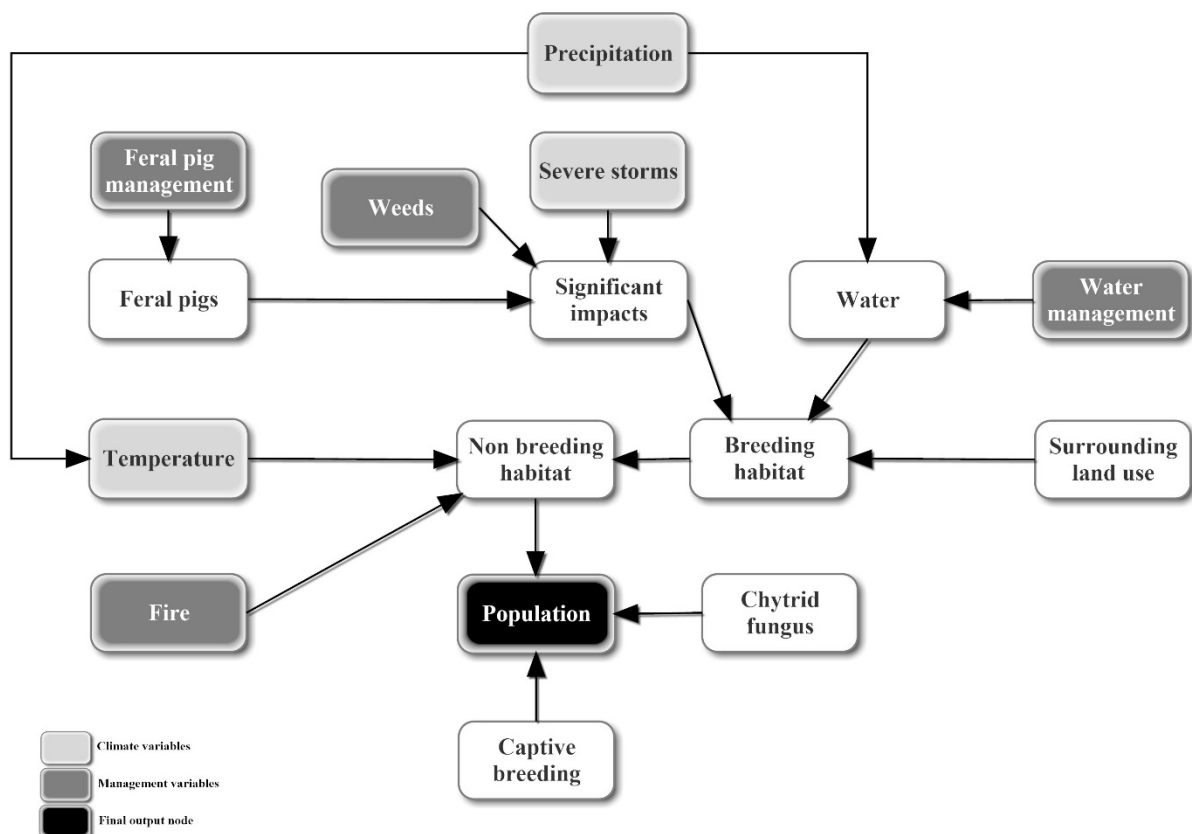 Precipitation
Feral pig
management
Weeds
Severe storms
Feral pigs
Significant
impacts
Water
Water
management
Temperature
Non breeding
habitat
Breeding
habitat
Surrounding
land use
Fire
Population
Chytrid
fungus
Captive
breeding
Climate variables
Management variables
Final output node